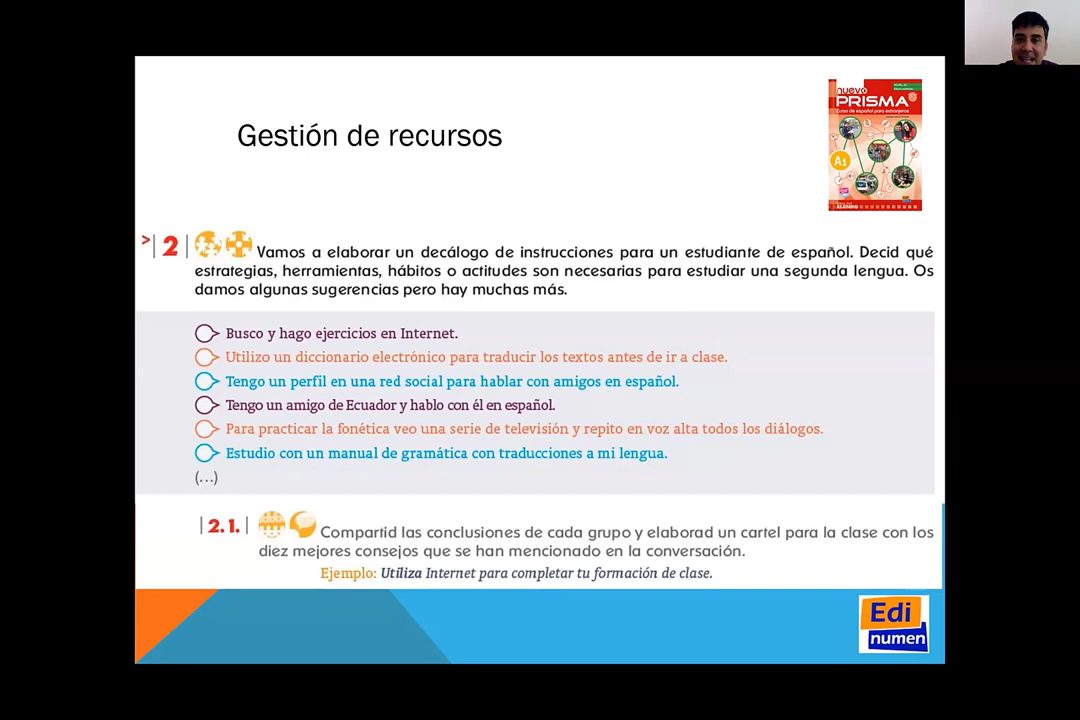 Gestión de recursos
nuevo
PRISMA
A1
> | 2 | Vamos a elaborar un decálogo de instrucciones para un estudiante de español. Decid qué
estrategias, herramientas, hábitos o actitudes son necesarias para estudiar una segunda lengua. Os
damos algunas sugerencias pero hay muchas más.
Busco y hago ejercicios en Internet.
Utilizo un diccionario electrónico para traducir los textos antes de ir a clase.
Tengo un perfil en una red social para hablar con amigos en español.
Tengo un amigo de Ecuador y hablo con él en español.
Para practicar la fonética veo una serie de televisión y repito en voz alta todos los diálogos.
Estudio con un manual de gramática con traducciones a mi lengua.
(...)
| 2.1. | Compartid las conclusiones de cada grupo y elaborad un cartel para la clase con los
diez mejores consejos que se han mencionado en la conversación.
Ejemplo: Utiliza Internet para completar tu formación de clase.
Edi
numen